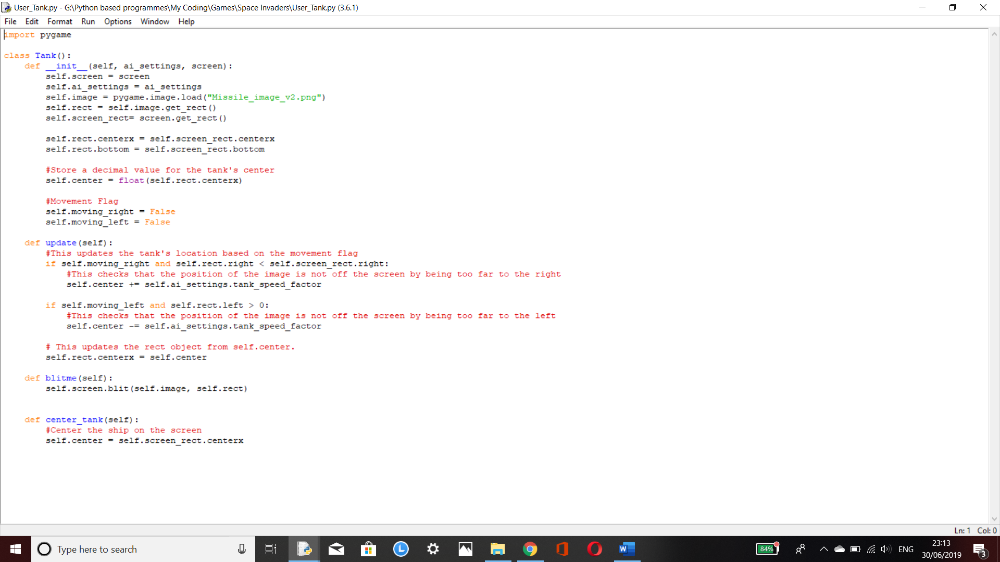 User_Tank.py - G:\Python based programmes\My Coding\Games\Space Invaders\User_Tank.py (3.6.1)
File Edit Format Run Options Window Help
import pygame
class Tank():
    def __init__(self, ai_settings, screen):
        self.screen = screen
        self.ai_settings = ai_settings
        self.image = pygame.image.load("Missile_image_v2.png")
        self.rect = self.image.get_rect()
        self.screen_rect= screen.get_rect()
        self.rect.centerx = self.screen_rect.centerx
        self.rect.bottom = self.screen_rect.bottom
        #Store a decimal value for the tank's center
        self.center = float(self.rect.centerx)
        #Movement Flag
        self.moving_right = False
        self.moving_left = False
    def update(self):
        #This updates the tank's location based on the movement flag
        if self.moving_right and self.rect.right < self.screen_rect.right:
            #This checks that the position of the image is not off the screen by being too far to the right
            self.center += self.ai_settings.tank_speed_factor
        if self.moving_left and self.rect.left > 0:
            #This checks that the position of the image is not off the screen by being too far to the left
            self.center -= self.ai_settings.tank_speed_factor
        # This updates the rect object from self.center.
        self.rect.centerx = self.center
    def blitme(self):
        self.screen.blit(self.image, self.rect)
    def center_tank(self):
        #Center the ship on the screen
        self.center = self.screen_rect.centerx
Ln: 1 Col: 0
Type here to search
84%
ENG
23:13
30/06/2019
3